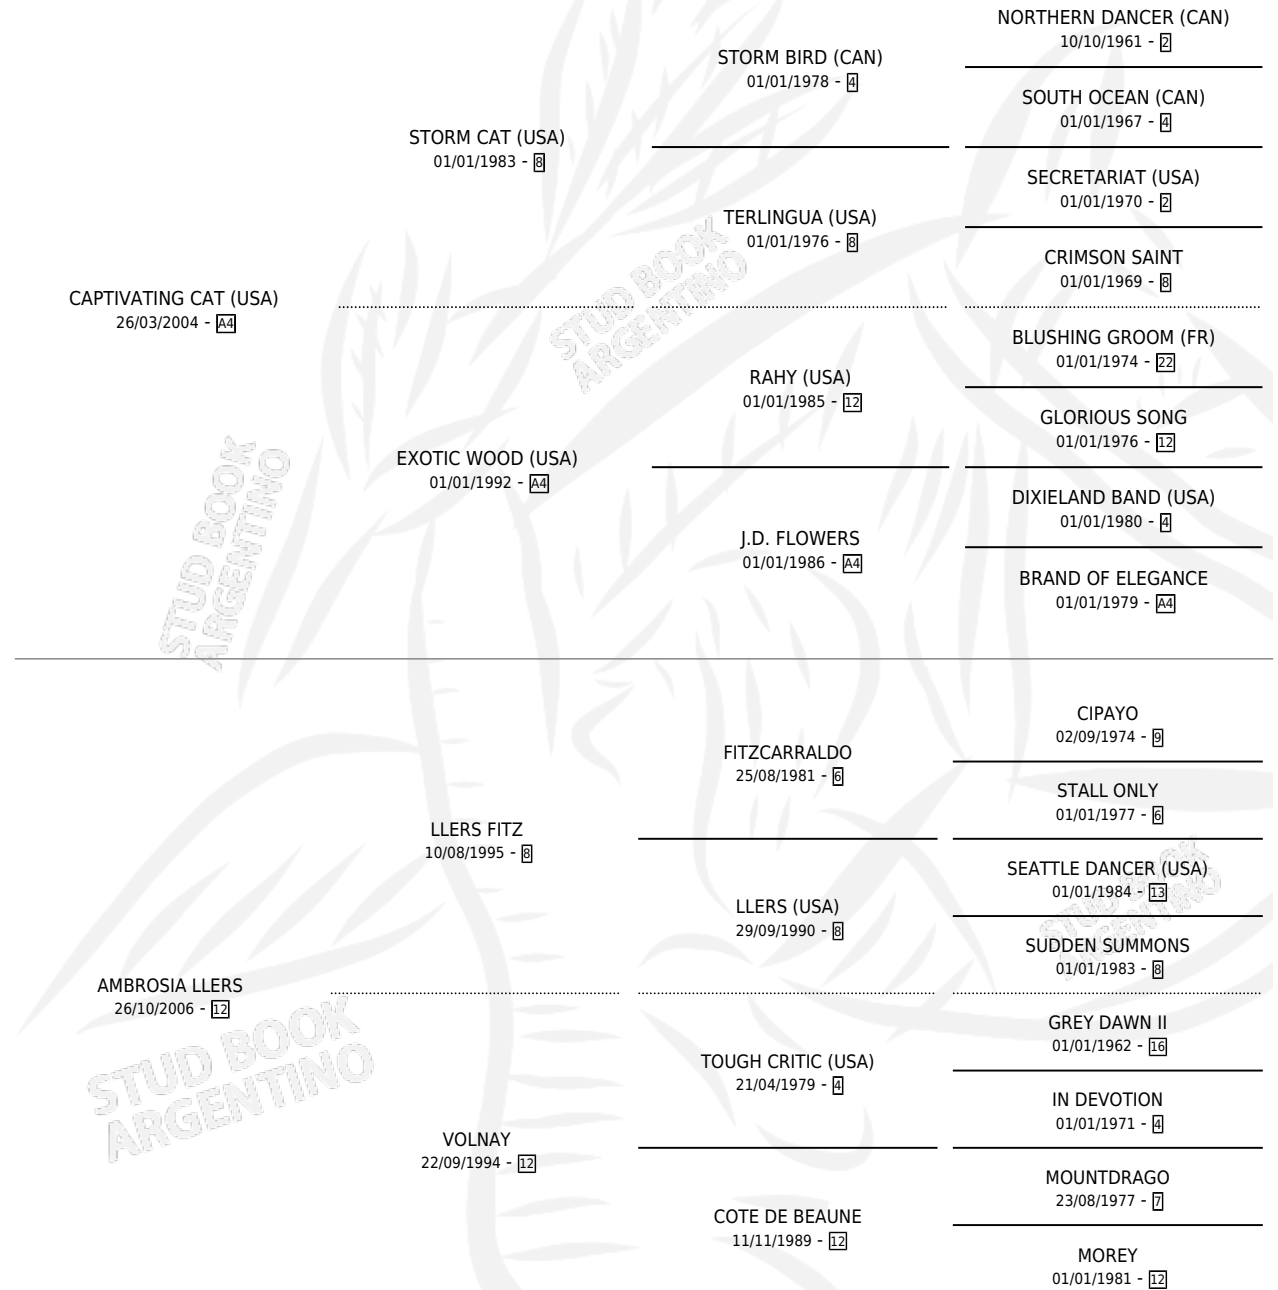 NORTHERN DANCER (CAN)
10/10/1961 - 2
STORM BIRD (CAN)
01/01/1978 - 4
SOUTH OCEAN (CAN)
01/01/1967 - 4
STORM CAT (USA)
01/01/1983 - 8
SECRETARIAT (USA)
01/01/1970 - 2
TERLINGUA (USA)
01/01/1976 - 8
CRIMSON SAINT
01/01/1969 - 8
CAPTIVATING CAT (USA)
26/03/2004 - A4
BLUSHING GROOM (FR)
01/01/1974 - 22
RAHY (USA)
01/01/1985 - 12
GLORIOUS SONG
01/01/1976 - 12
EXOTIC WOOD (USA)
01/01/1992 - A4
DIXIELAND BAND (USA)
01/01/1980 - 4
J.D. FLOWERS
01/01/1986 - A4
BRAND OF ELEGANCE
01/01/1979 - A4
CIPAYO
02/09/1974 - 9
FITZCARRALDO
25/08/1981 - 6
STALL ONLY
01/01/1977 - 6
LLERS FITZ
10/08/1995 - 8
SEATTLE DANCER (USA)
01/01/1984 - 13
LLERS (USA)
29/09/1990 - 8
SUDDEN SUMMONS
01/01/1983 - 8
AMBROSIA LLERS
26/10/2006 - 12
GREY DAWN II
01/01/1962 - 16
TOUGH CRITIC (USA)
21/04/1979 - 4
IN DEVOTION
01/01/1971 - 4
VOLNAY
22/09/1994 - 12
MOUNTDRAGO
23/08/1977 - 7
COTE DE BEAUNE
11/11/1989 - 12
MOREY
01/01/1981 - 12
STUD BOOK
ARGENTINO
STUD BOOK
ARGENTINO
STUD BOOK
ARGENTINO
STUD BOOK
ARGENTINO